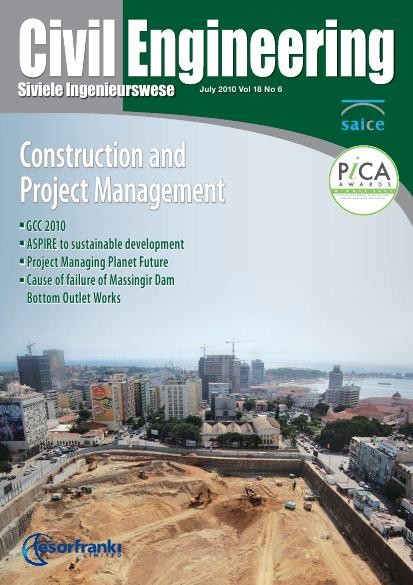 Civil Engineering
Siviele Ingenieurswese
July 2010 Vol 18 No 6
saice
PiCA
AWARDS
Construction and
Project Management
GCC 2010
ASPIRE to sustainable development
Project Managing Planet Future
Cause of failure of Massingir Dam
Bottom Outlet Works
esorfranki
LIMITED